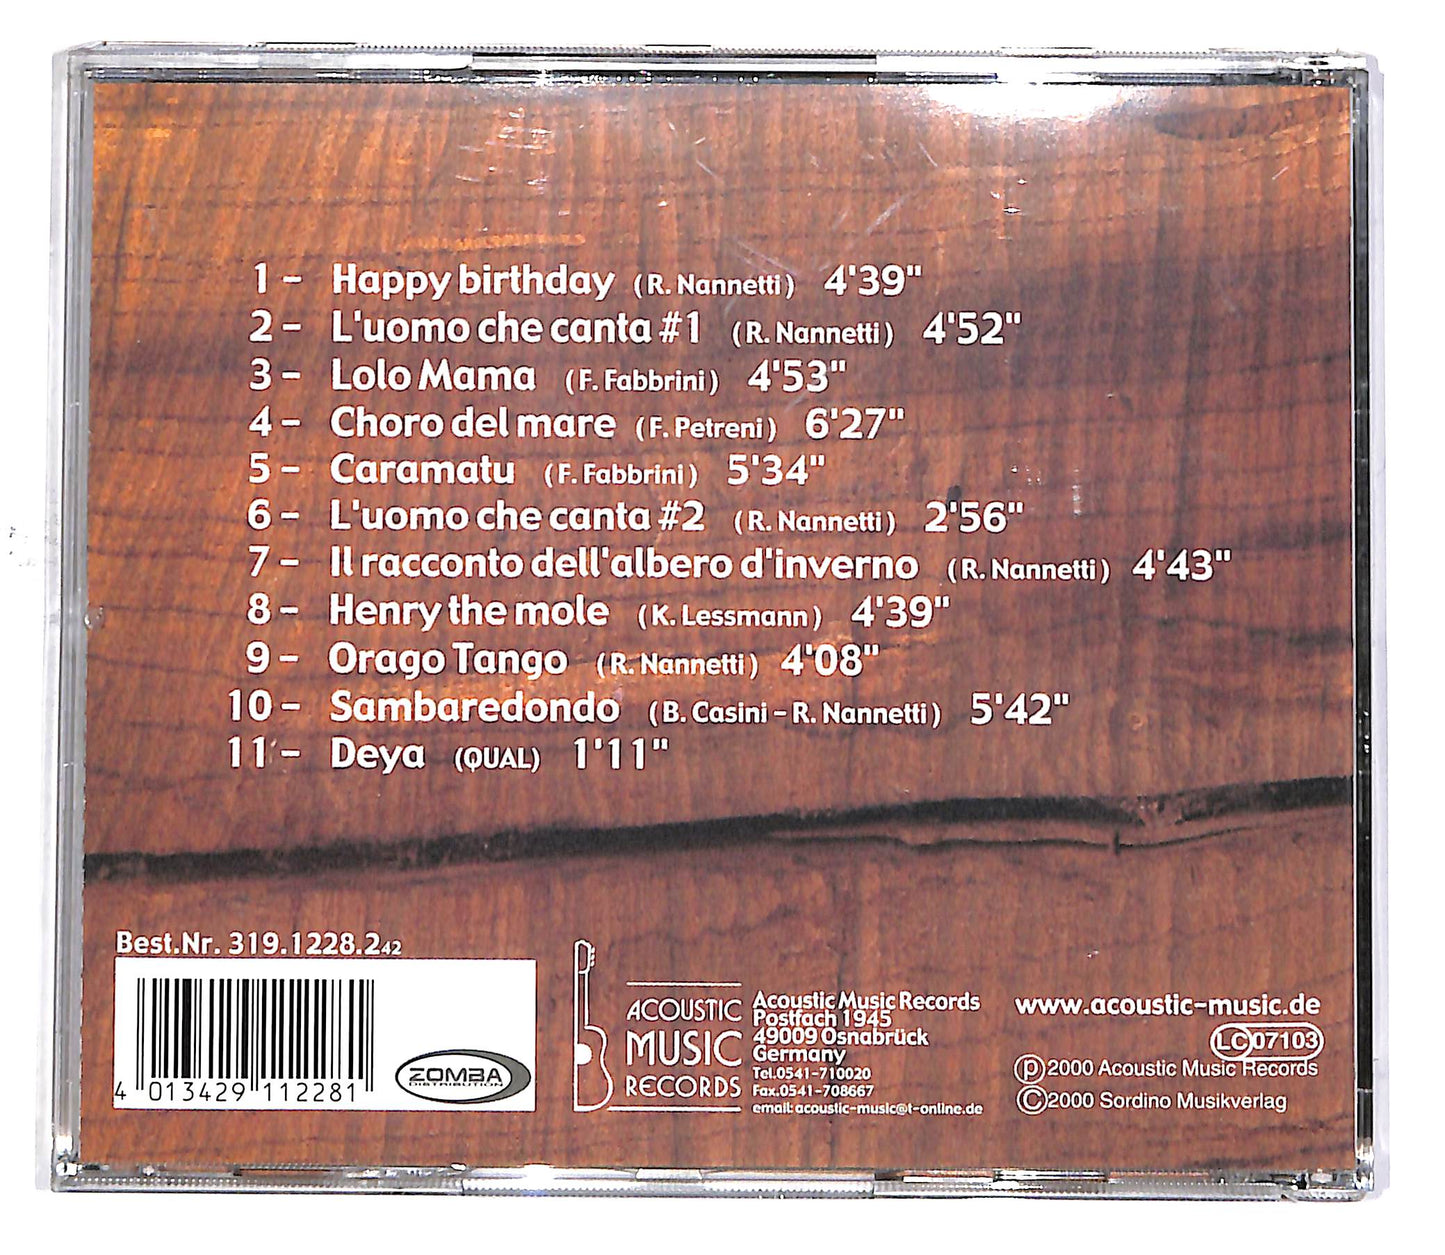 1 - Happy birthday (R. Nannetti) 4'39"
2 - L'uomo che canta #1 (R. Nannetti) 4'52"
3 - Lolo Mama (F. Fabbrini) 4'53"
4 - Choro del mare (F. Petreni) 6'27"
5 - Caramatu (F. Fabbrini) 5'34"
6 - L'uomo che canta #2 (R. Nannetti) 2'56"
7 - Il racconto dell'albero d'inverno (R. Nannetti) 4'43"
8 - Henry the mole (K. Lessmann) 4'39"
9 - Orago Tango (R. Nannetti) 4'08"
10 - Sambaredondo (B. Casini - R. Nannetti) 5'42"
11 - Deya (QUAL) 1'11"
Best.Nr. 319.1228.2 42
4 013429 112281
ZOMBA
DISTRIBUTION
ACOUSTIC
MUSIC
RECORDS
Acoustic Music Records
Postfach 1945
49009 Osnabrück
Germany
Tel.0541-710020
Fax.0541-708667
email: acoustic-music@t-online.de
www.acoustic-music.de
LC 07103
℗2000 Acoustic Music Records
©2000 Sordino Musikverlag